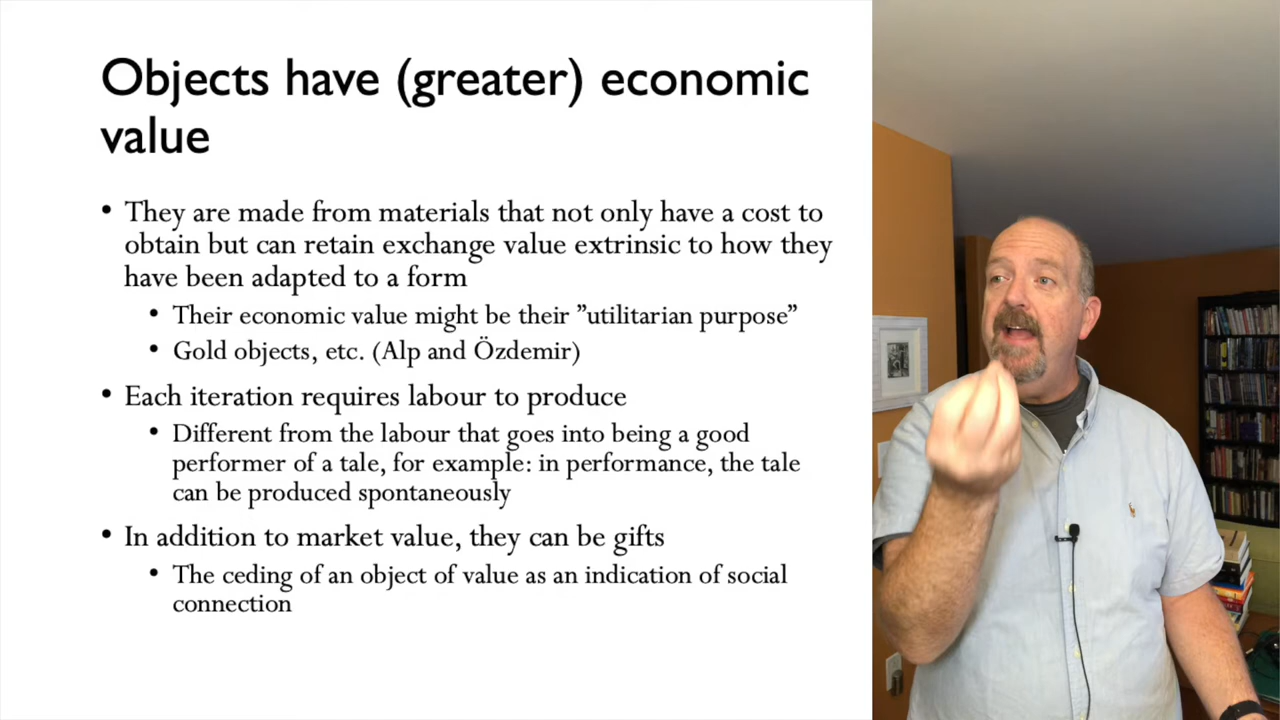 Objects have (greater) economic
value
• They are made from materials that not only have a cost to
obtain but can retain exchange value extrinsic to how they
have been adapted to a form
• Their economic value might be their ”utilitarian purpose”
• Gold objects, etc. (Alp and Özdemir)
• Each iteration requires labour to produce
• Different from the labour that goes into being a good
performer of a tale, for example: in performance, the tale
can be produced spontaneously
• In addition to market value, they can be gifts
• The ceding of an object of value as an indication of social
connection